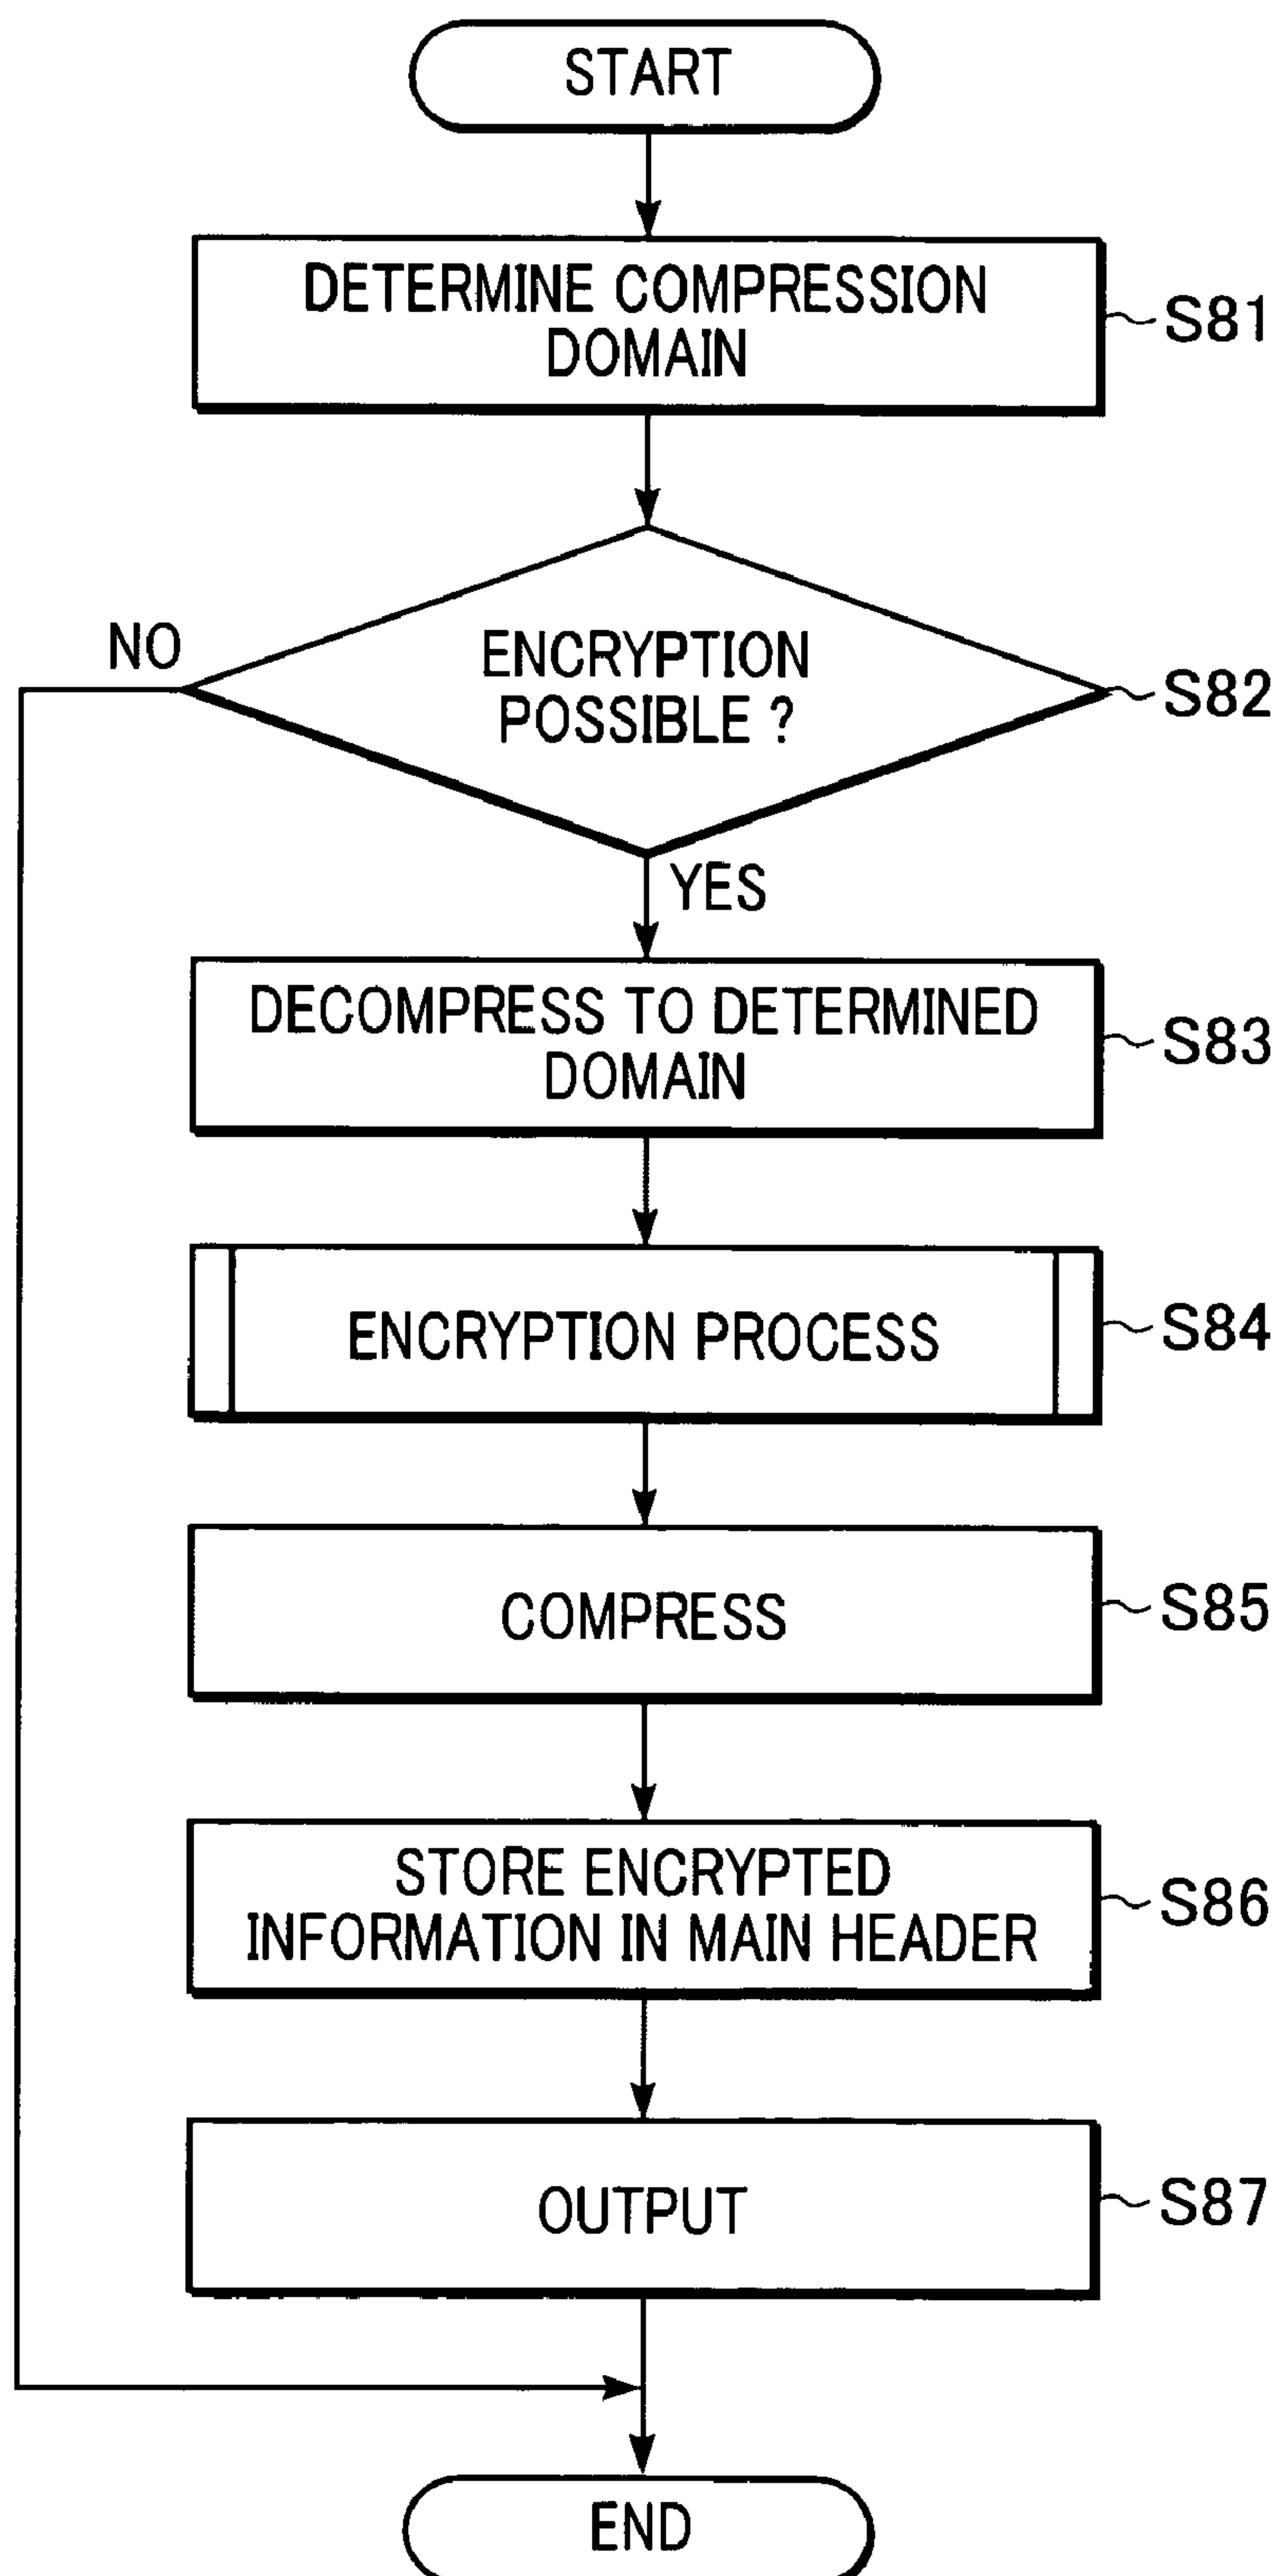 START
DETERMINE COMPRESSION
DOMAIN
S81
NO
ENCRYPTION
POSSIBLE ?
S82
YES
DECOMPRESS TO DETERMINED
DOMAIN
S83
ENCRYPTION PROCESS
S84
COMPRESS
S85
STORE ENCRYPTED
INFORMATION IN MAIN HEADER
S86
OUTPUT
S87
END